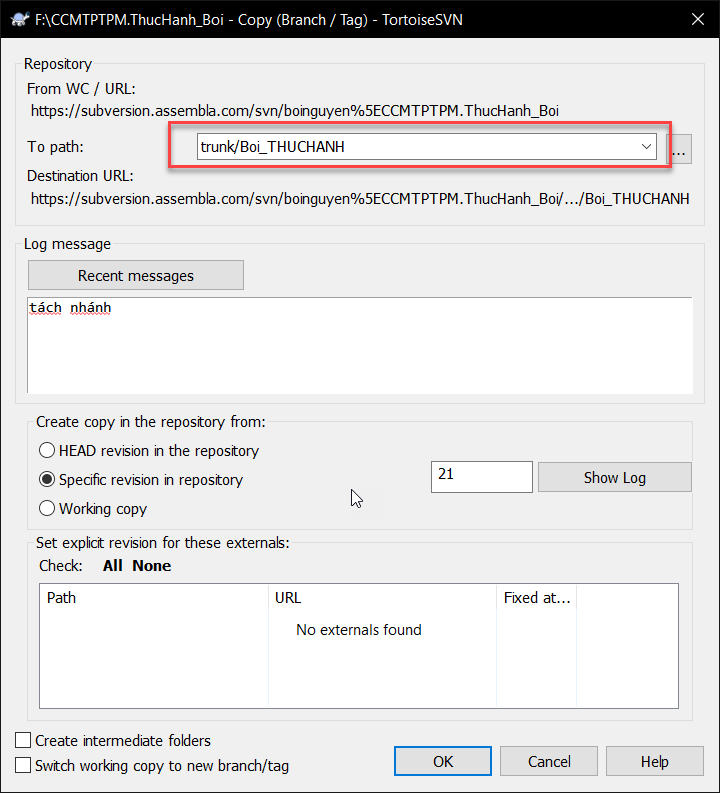 F:\CCMTPTPM.ThucHanh_Boi - Copy (Branch / Tag) - TortoiseSVN
Repository
From WC / URL:
https://subversion.assembla.com/svn/boinguyen%5ECCMTPTPM.ThucHanh_Boi
To path:
trunk/Boi_THUCHANH
...
Destination URL:
https://subversion.assembla.com/svn/boinguyen%5ECCMTPTPM.ThucHanh_Boi/.../Boi_THUCHANH
Log message
Recent messages
tách nhánh
Create copy in the repository from:
HEAD revision in the repository
Specific revision in repository
21
Show Log
Working copy
Set explicit revision for these externals:
Check: All None
Path URL Fixed at...
No externals found
Create intermediate folders
Switch working copy to new branch/tag
OK Cancel Help